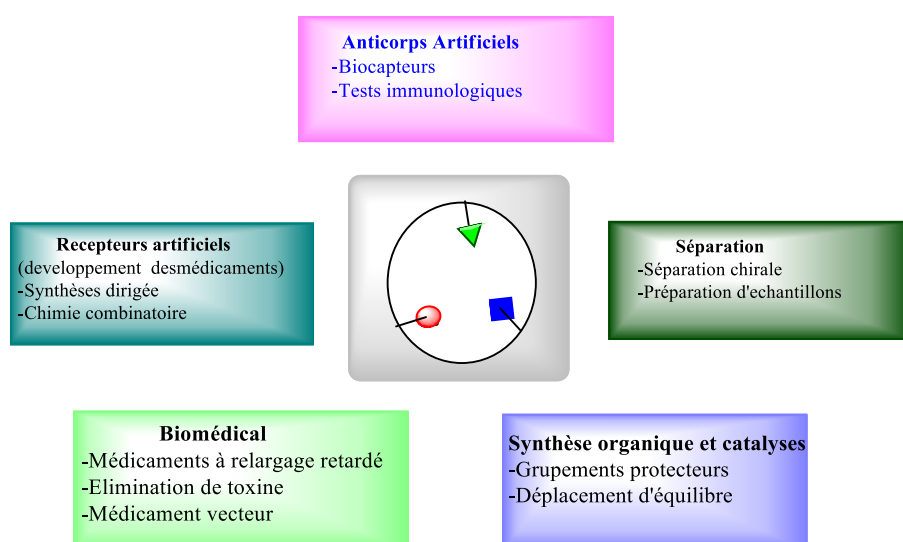 Anticorps Artificiels
-Biocapteurs
-Tests immunologiques
Recepteurs artificiels
(developpement desmédicaments)
-Synthèses dirigée
-Chimie combinatoire
Séparation
-Séparation chirale
-Préparation d'echantillons
Biomédical
-Médicaments à relargage retardé
-Elimination de toxine
-Médicament vecteur
Synthèse organique et catalyses
-Grupements protecteurs
-Déplacement d'équilibre